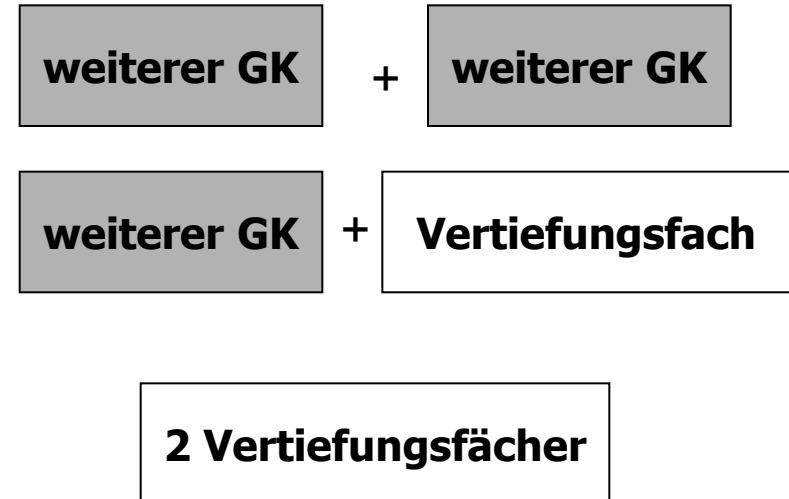 weiterer GK + weiterer GK
weiterer GK + Vertiefungsfach
2 Vertiefungsfächer